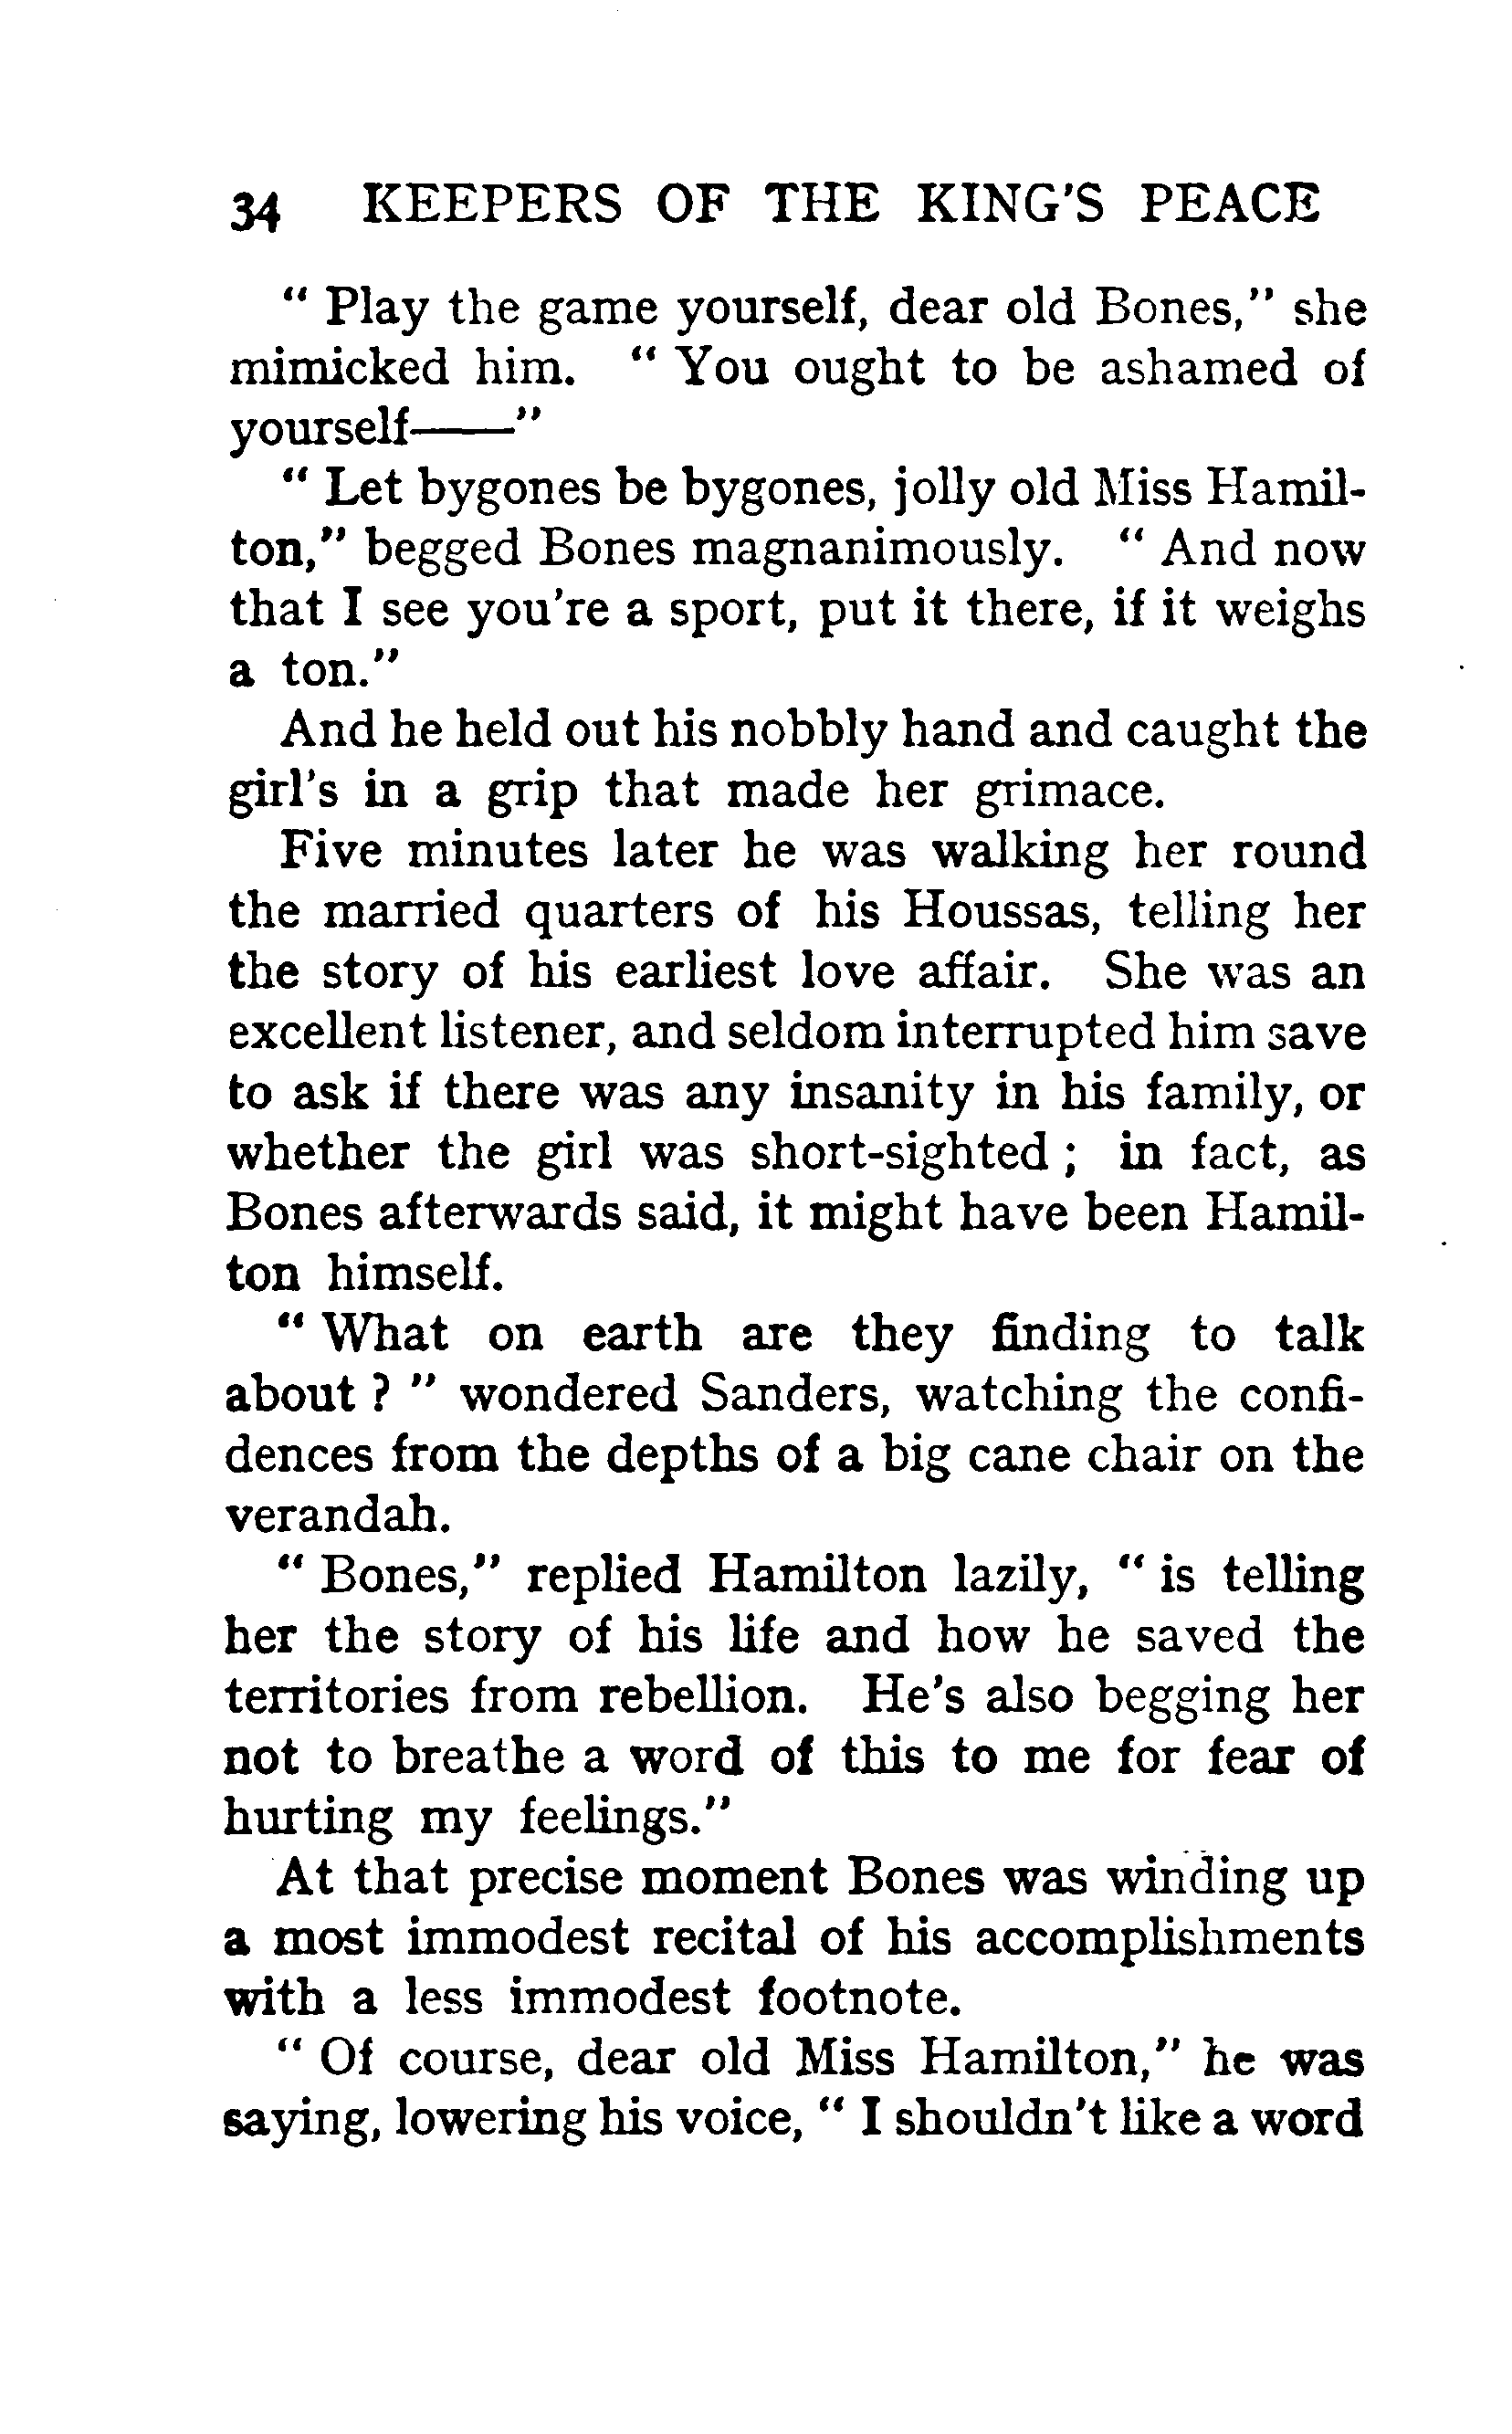 34 KEEPERS OF THE KING'S PEACE
" Play the game yourself, dear old Bones," she
mimicked him. " You ought to be ashamed of
yourself——"
" Let bygones be bygones, jolly old Miss Hamil-
ton," begged Bones magnanimously. " And now
that I see you're a sport, put it there, if it weighs
a ton."
And he held out his nobbly hand and caught the
girl's in a grip that made her grimace.
Five minutes later he was walking her round
the married quarters of his Houssas, telling her
the story of his earliest love affair. She was an
excellent listener, and seldom interrupted him save
to ask if there was any insanity in his family, or
whether the girl was short-sighted ; in fact, as
Bones afterwards said, it might have been Hamil-
ton himself.
" What on earth are they finding to talk
about ? " wondered Sanders, watching the confi-
dences from the depths of a big cane chair on the
verandah.
" Bones," replied Hamilton lazily, " is telling
her the story of his life and how he saved the
territories from rebellion. He's also begging her
not to breathe a word of this to me for fear of
hurting my feelings."
At that precise moment Bones was winding up
a most immodest recital of his accomplishments
with a less immodest footnote.
" Of course, dear old Miss Hamilton," he was
saying, lowering his voice, " I shouldn't like a word